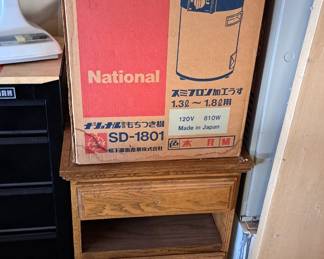 National
スミフロン加工うす
1.3ℓ~1.8ℓ用
120V 810W
Made in Japan
ナショナル もちつき機
SD-1801
松下電器産業株式会社